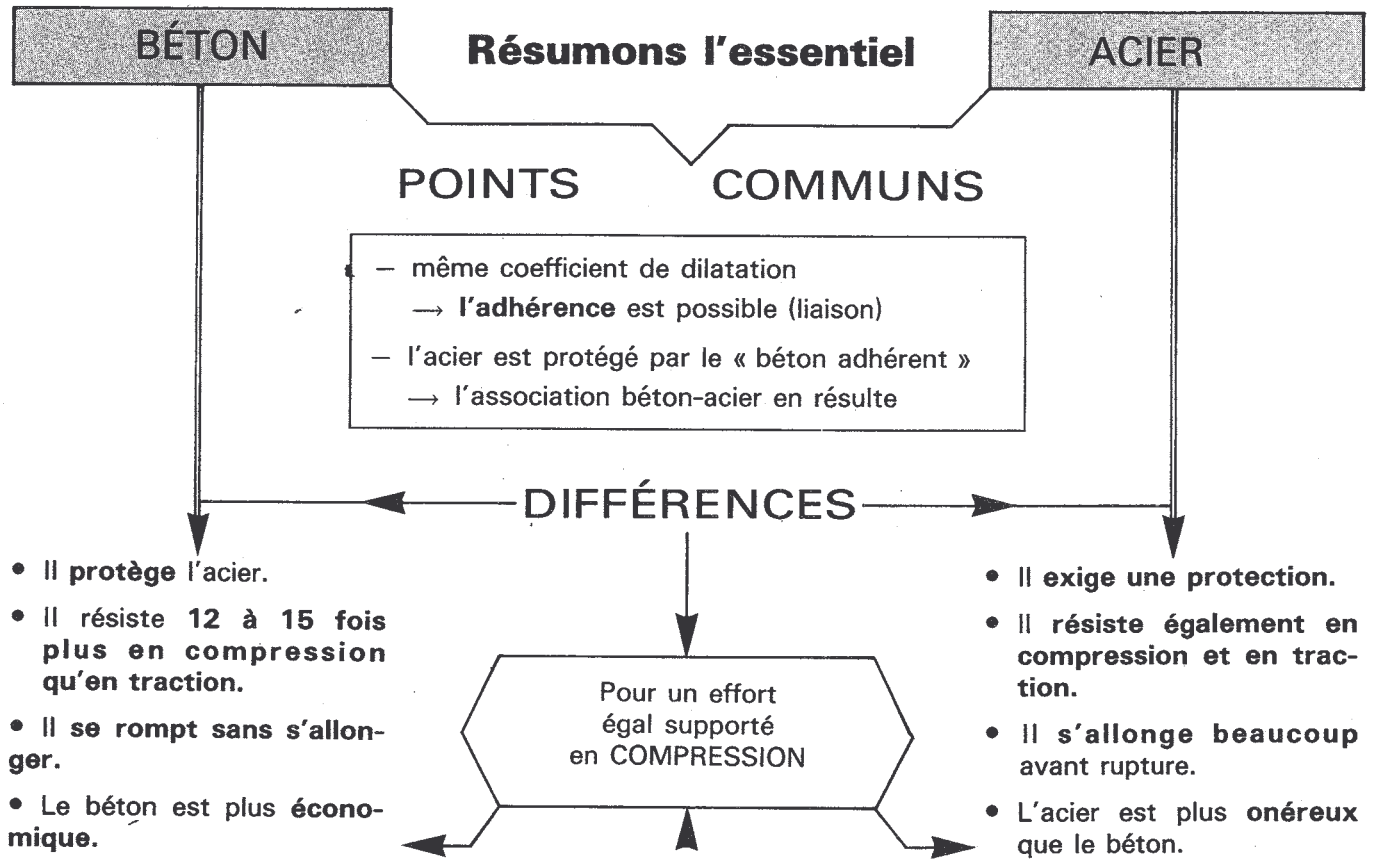 BÉTON
Résumons l'essentiel
ACIER
POINTS COMMUNS
— même coefficient de dilatation
→ l'adhérence est possible (liaison)
— l'acier est protégé par le « béton adhérent »
→ l'association béton-acier en résulte
DIFFÉRENCES
• Il protège l'acier.
• Il résiste 12 à 15 fois
plus en compression
qu'en traction.
• Il se rompt sans s'allon-
ger.
• Le béton est plus écono-
mique.
Pour un effort
égal supporté
en COMPRESSION
• Il exige une protection.
• Il résiste également en
compression et en trac-
tion.
• Il s'allonge beaucoup
avant rupture.
• L'acier est plus onéreux
que le béton.